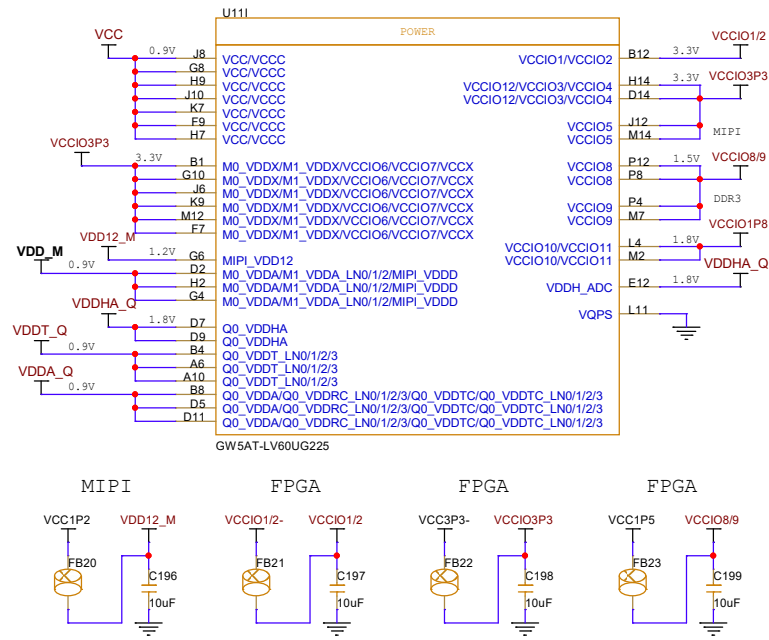 U11I
POWER
VCC
0.9V
J8 VCC/VCCC
G8 VCC/VCCC
H9 VCC/VCCC
J10 VCC/VCCC
K7 VCC/VCCC
F9 VCC/VCCC
H7 VCC/VCCC
VCCIO3P3
3.3V
B1 M0_VDDX/M1_VDDX/VCCIO6/VCCIO7/VCCX
G10 M0_VDDX/M1_VDDX/VCCIO6/VCCIO7/VCCX
J6 M0_VDDX/M1_VDDX/VCCIO6/VCCIO7/VCCX
K9 M0_VDDX/M1_VDDX/VCCIO6/VCCIO7/VCCX
M12 M0_VDDX/M1_VDDX/VCCIO6/VCCIO7/VCCX
F7 M0_VDDX/M1_VDDX/VCCIO6/VCCIO7/VCCX
VDD12_M
1.2V
G6 MIPI_VDD12
VDD_M
0.9V
D2 M0_VDDA/M1_VDDA_LN0/1/2/MIPI_VDDD
H2 M0_VDDA/M1_VDDA_LN0/1/2/MIPI_VDDD
G4 M0_VDDA/M1_VDDA_LN0/1/2/MIPI_VDDD
VDDHA_Q
1.8V
D7 Q0_VDDHA
D9 Q0_VDDHA
VDDT_Q
0.9V
B4 Q0_VDDT_LN0/1/2/3
A6 Q0_VDDT_LN0/1/2/3
A10 Q0_VDDT_LN0/1/2/3
VDDA_Q
0.9V
B8 Q0_VDDA/Q0_VDDRC_LN0/1/2/3/Q0_VDDTC/Q0_VDDTC_LN0/1/2/3
D5 Q0_VDDA/Q0_VDDRC_LN0/1/2/3/Q0_VDDTC/Q0_VDDTC_LN0/1/2/3
D11 Q0_VDDA/Q0_VDDRC_LN0/1/2/3/Q0_VDDTC/Q0_VDDTC_LN0/1/2/3
VCCIO1/VCCIO2 B12 3.3V VCCIO1/2
VCCIO12/VCCIO3/VCCIO4 H14 3.3V VCCIO3P3
VCCIO12/VCCIO3/VCCIO4 D14
VCCIO5 J12
MIPI
VCCIO5 M14
VCCIO8 P12 1.5V VCCIO8/9
VCCIO8 P8
DDR3
VCCIO9 P4
VCCIO9 M7
VCCIO10/VCCIO11 L4 1.8V VCCIO1P8
VCCIO10/VCCIO11 M2
VDDH_ADC E12 1.8V VDDHA_Q
VQPS L11
GW5AT-LV60UG225
MIPI
VCC1P2 VDD12_M
FB20
C196
10uF
FPGA
VCCIO1/2- VCCIO1/2
FB21
C197
10uF
FPGA
VCC3P3- VCCIO3P3
FB22
C198
10uF
FPGA
VCC1P5 VCCIO8/9
FB23
C199
10uF